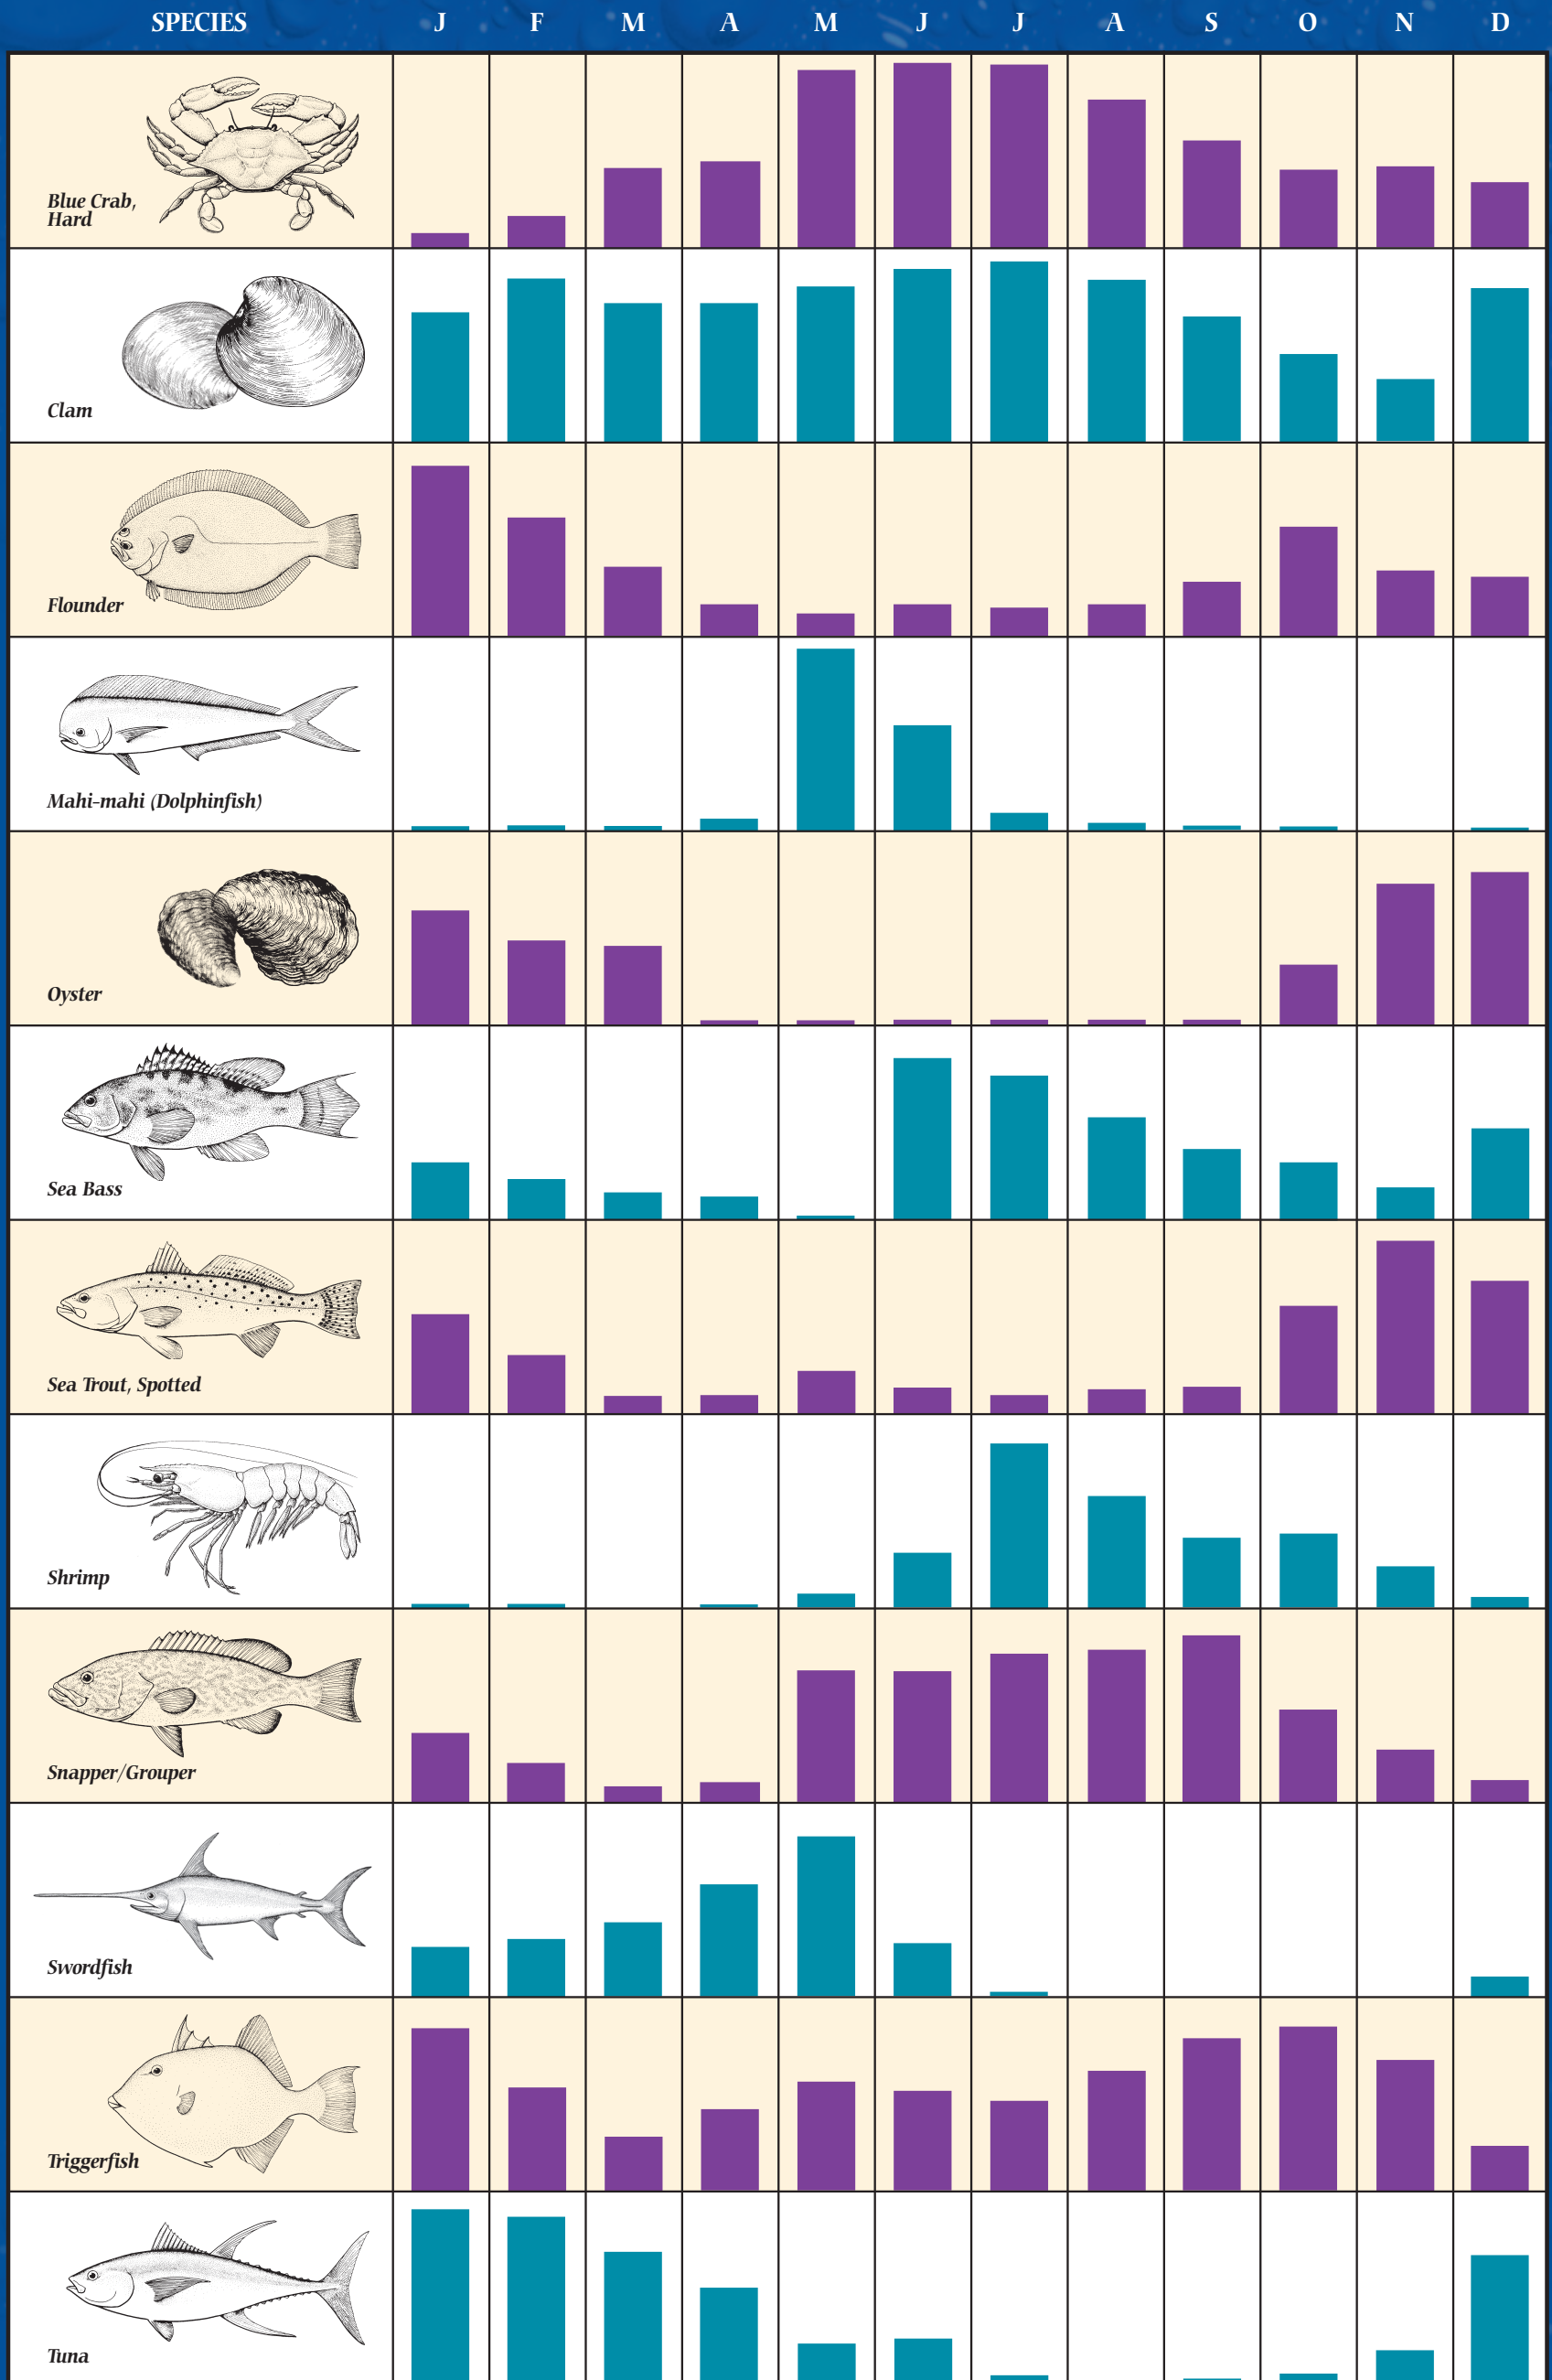 SPECIES J F M A M J J A S O N D
Blue Crab,
Hard
Clam
Flounder
Mahi-mahi (Dolphinfish)
Oyster
Sea Bass
Sea Trout, Spotted
Shrimp
Snapper/Grouper
Swordfish
Triggerfish
Tuna